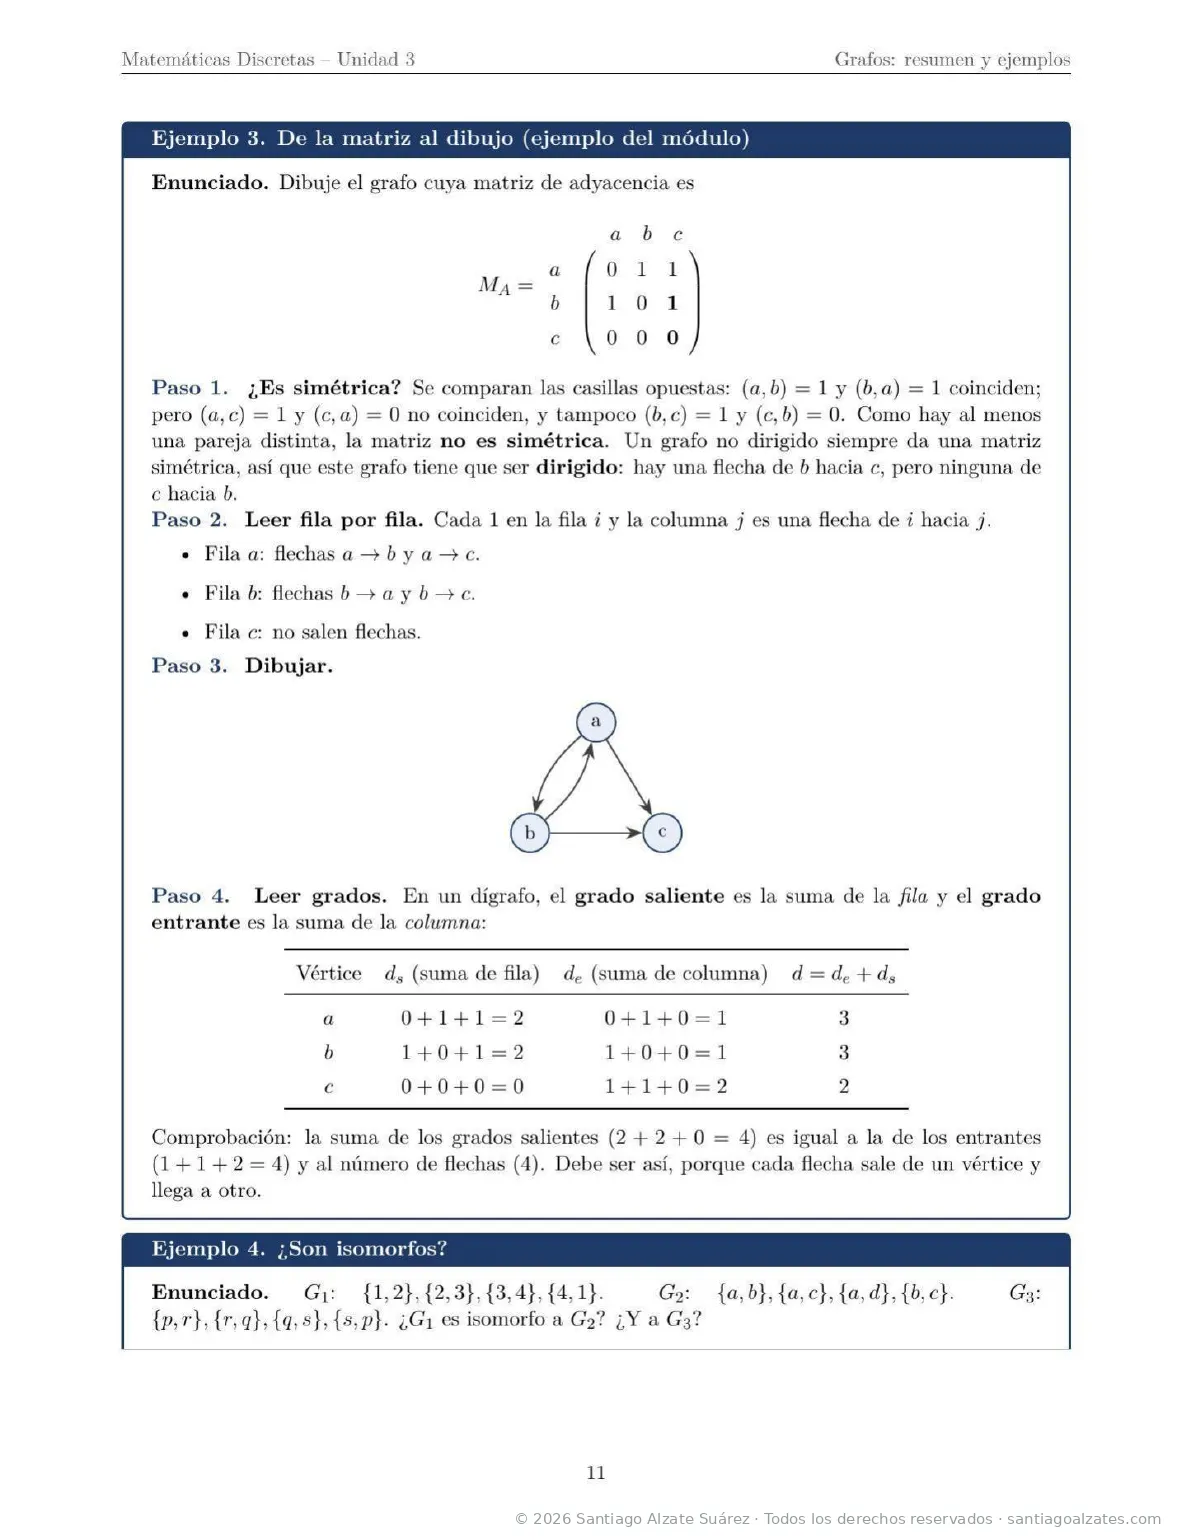 Matemáticas Discretas – Unidad 3 Grafos: resumen y ejemplos
Ejemplo 3. De la matriz al dibujo (ejemplo del módulo)
Enunciado. Dibuje el grafo cuya matriz de adyacencia es
a b c
M_A =
a 0 1 1
b 1 0 1
c 0 0 0
Paso 1. ¿Es simétrica? Se comparan las casillas opuestas: (a, b) = 1 y (b, a) = 1 coinciden;
pero (a, c) = 1 y (c, a) = 0 no coinciden, y tampoco (b, c) = 1 y (c, b) = 0. Como hay al menos
una pareja distinta, la matriz no es simétrica. Un grafo no dirigido siempre da una matriz
simétrica, así que este grafo tiene que ser dirigido: hay una flecha de b hacia c, pero ninguna de
c hacia b.
Paso 2. Leer fila por fila. Cada 1 en la fila i y la columna j es una flecha de i hacia j.
• Fila a: flechas a → b y a → c.
• Fila b: flechas b → a y b → c.
• Fila c: no salen flechas.
Paso 3. Dibujar.
a
b c
Paso 4. Leer grados. En un dígrafo, el grado saliente es la suma de la fila y el grado
entrante es la suma de la columna:
Vértice d_s (suma de fila) d_e (suma de columna) d = d_e + d_s
a 0 + 1 + 1 = 2 0 + 1 + 0 = 1 3
b 1 + 0 + 1 = 2 1 + 0 + 0 = 1 3
c 0 + 0 + 0 = 0 1 + 1 + 0 = 2 2
Comprobación: la suma de los grados salientes (2 + 2 + 0 = 4) es igual a la de los entrantes
(1 + 1 + 2 = 4) y al número de flechas (4). Debe ser así, porque cada flecha sale de un vértice y
llega a otro.
Ejemplo 4. ¿Son isomorfos?
Enunciado. G₁: {1, 2}, {2, 3}, {3, 4}, {4, 1}. G₂: {a, b}, {a, c}, {a, d}, {b, c}. G₃:
{p, r}, {r, q}, {q, s}, {s, p}. ¿G₁ es isomorfo a G₂? ¿Y a G₃?
11
© 2026 Santiago Alzate Suárez · Todos los derechos reservados · santiagoalzates.com